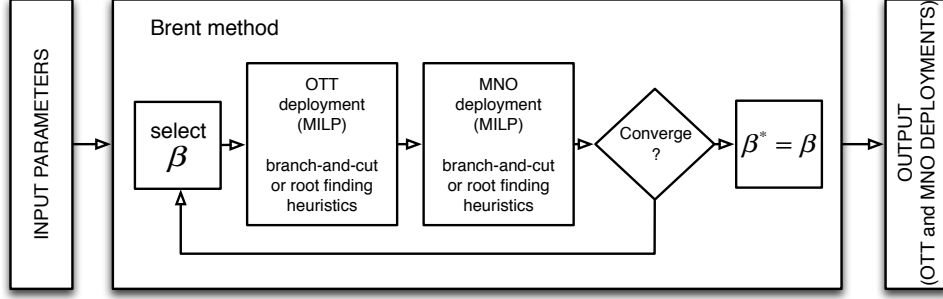 INPUT PARAMETERS
Brent method
select
β
OTT
deployment
(MILP)
branch-and-cut
or root finding
heuristics
MNO
deployment
(MILP)
branch-and-cut
or root finding
heuristics
Converge
?
β* = β
OUTPUT
(OTT and MNO DEPLOYMENTS)